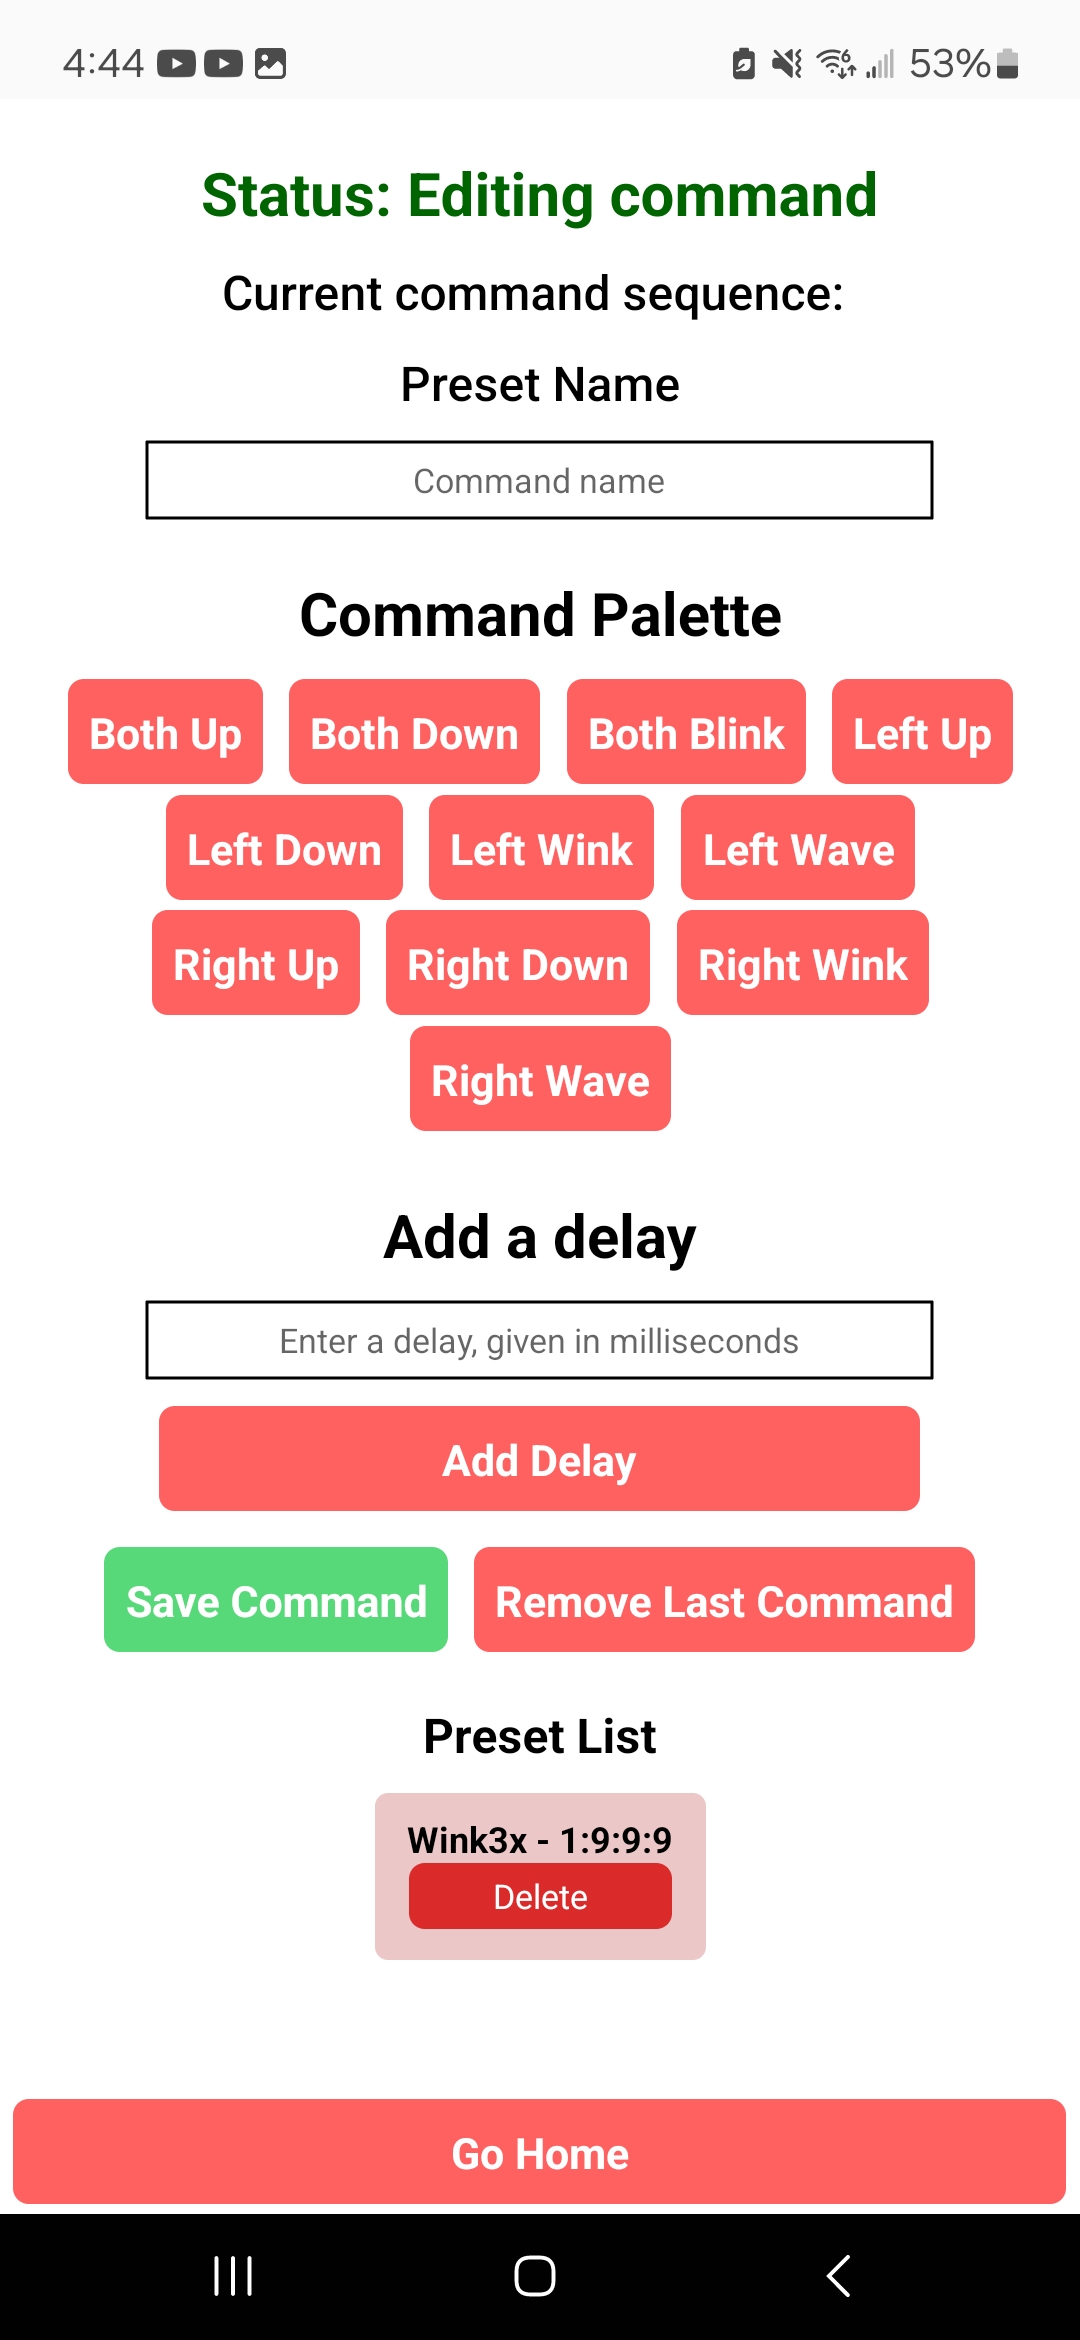 4:44 53%
Status: Editing command
Current command sequence:
Preset Name
Command name
Command Palette
Both Up Both Down Both Blink Left Up
Left Down Left Wink Left Wave
Right Up Right Down Right Wink
Right Wave
Add a delay
Enter a delay, given in milliseconds
Add Delay
Save Command Remove Last Command
Preset List
Wink3x - 1:9:9:9
Delete
Go Home